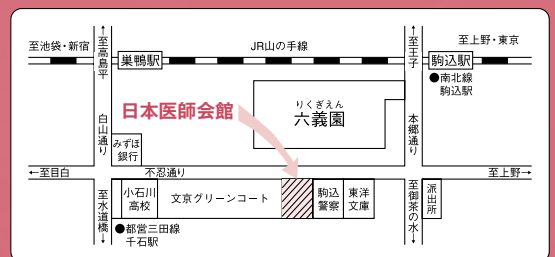 至池袋・新宿
↑至高島平
巣鴨駅
JR山の手線
↑至王子
駒込駅
至上野・東京
●南北線
駒込駅
日本医師会館
りくぎえん
六義園
白山通り
みずほ
銀行
本郷通り
←至目白
不忍通り
至上野→
至水道橋↓
小石川
高校
文京グリーンコート
駒込
警察
東洋
文庫
至御茶の水↓
派出所
●都営三田線
千石駅